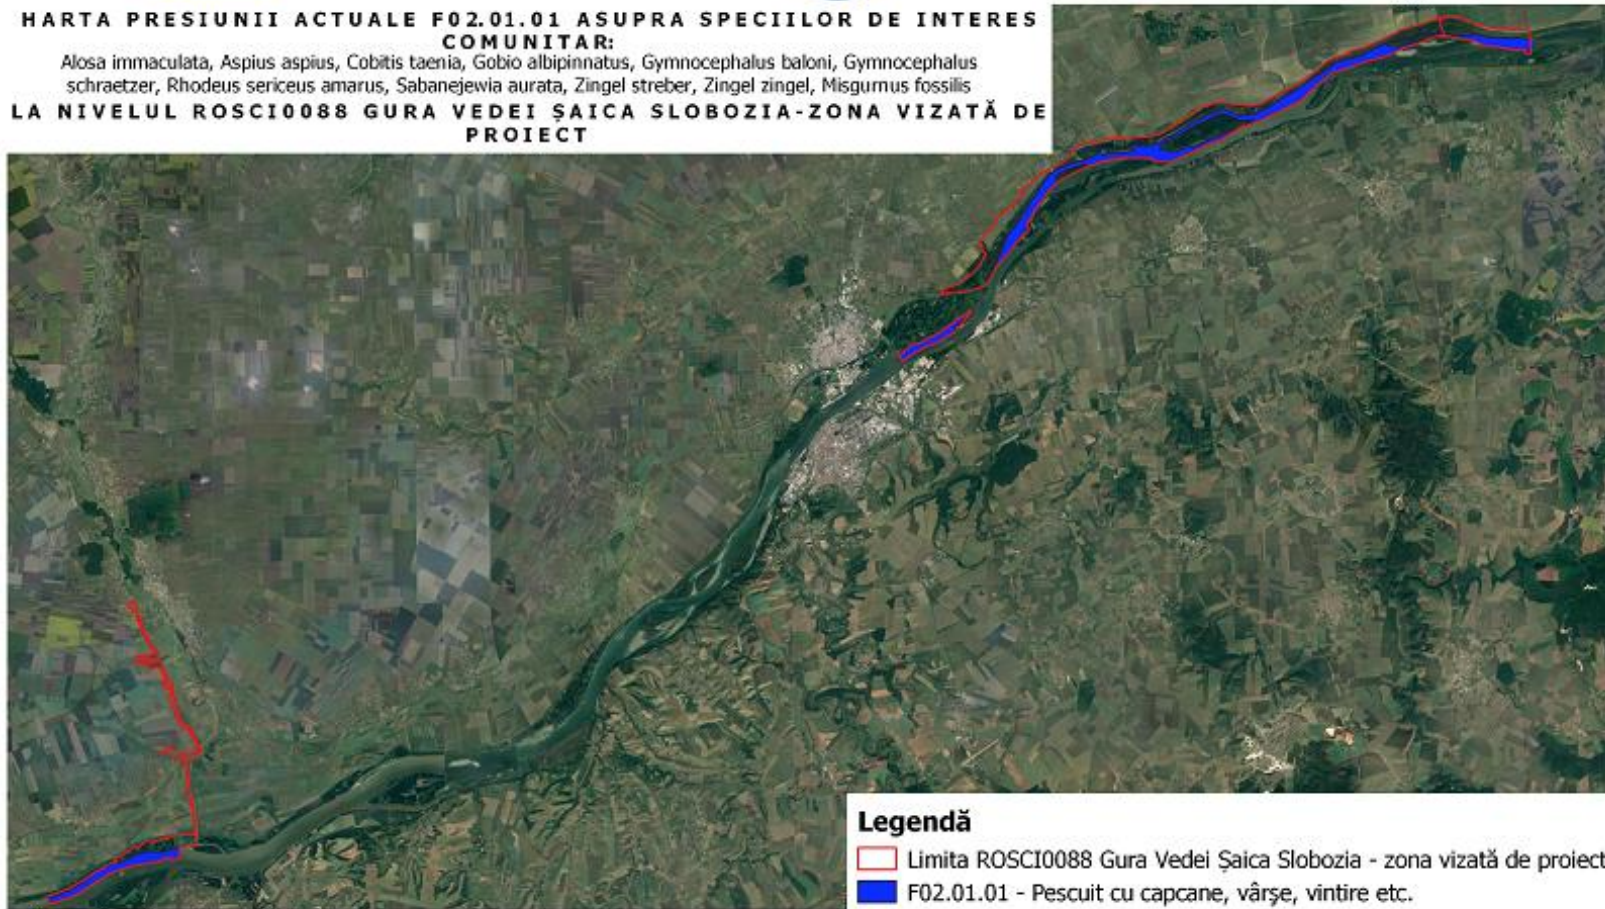 HARTA PRESIUNII ACTUALE F02.01.01 ASUPRA SPECIILOR DE INTERES
COMUNITAR:
Alosa immaculata, Aspius aspius, Cobitis taenia, Gobio albipinnatus, Gymnocephalus baloni, Gymnocephalus
schraetzer, Rhodeus sericeus amarus, Sabanejewia aurata, Zingel streber, Zingel zingel, Misgurnus fossilis
LA NIVELUL ROSCI0088 GURA VEDEI ȘAICA SLOBOZIA-ZONA VIZATĂ DE
PROIECT
Legendă
Limita ROSCI0088 Gura Vedei Șaica Slobozia - zona vizată de proiect
F02.01.01 - Pescuit cu capcane, vârșe, vintire etc.